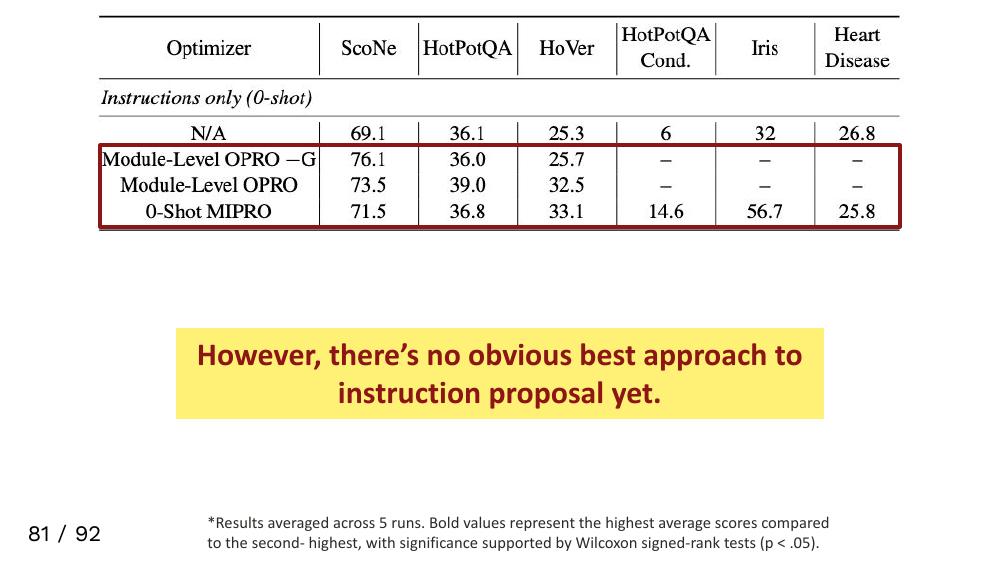 Optimizer ScoNe HotPotQA HoVer HotPotQA Cond. Iris Heart Disease
Instructions only (0-shot)
N/A 69.1 36.1 25.3 6 32 26.8
Module-Level OPRO −G 76.1 36.0 25.7 – – –
Module-Level OPRO 73.5 39.0 32.5 – – –
0-Shot MIPRO 71.5 36.8 33.1 14.6 56.7 25.8
However, there’s no obvious best approach to
instruction proposal yet.
81 / 92
*Results averaged across 5 runs. Bold values represent the highest average scores compared
to the second- highest, with significance supported by Wilcoxon signed-rank tests (p < .05).